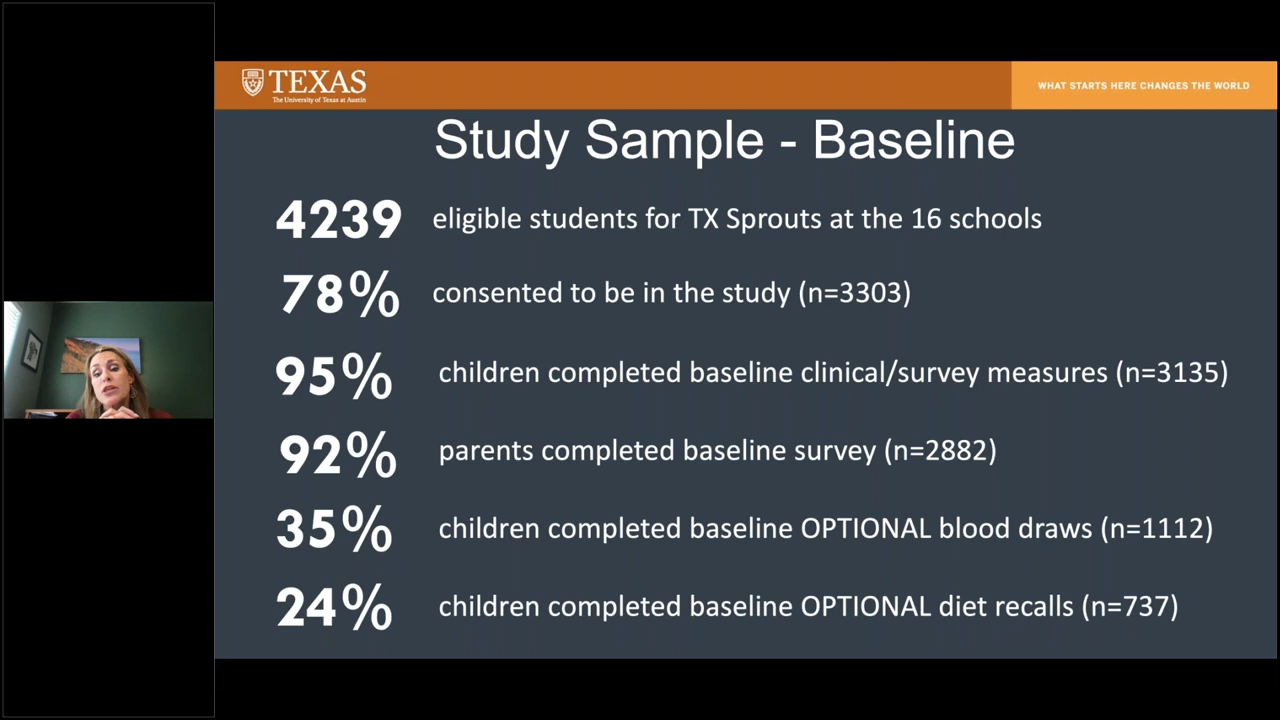 TEXAS
The University of Texas at Austin
WHAT STARTS HERE CHANGES THE WORLD
Study Sample - Baseline
4239 eligible students for TX Sprouts at the 16 schools
78% consented to be in the study (n=3303)
95% children completed baseline clinical/survey measures (n=3135)
92% parents completed baseline survey (n=2882)
35% children completed baseline OPTIONAL blood draws (n=1112)
24% children completed baseline OPTIONAL diet recalls (n=737)